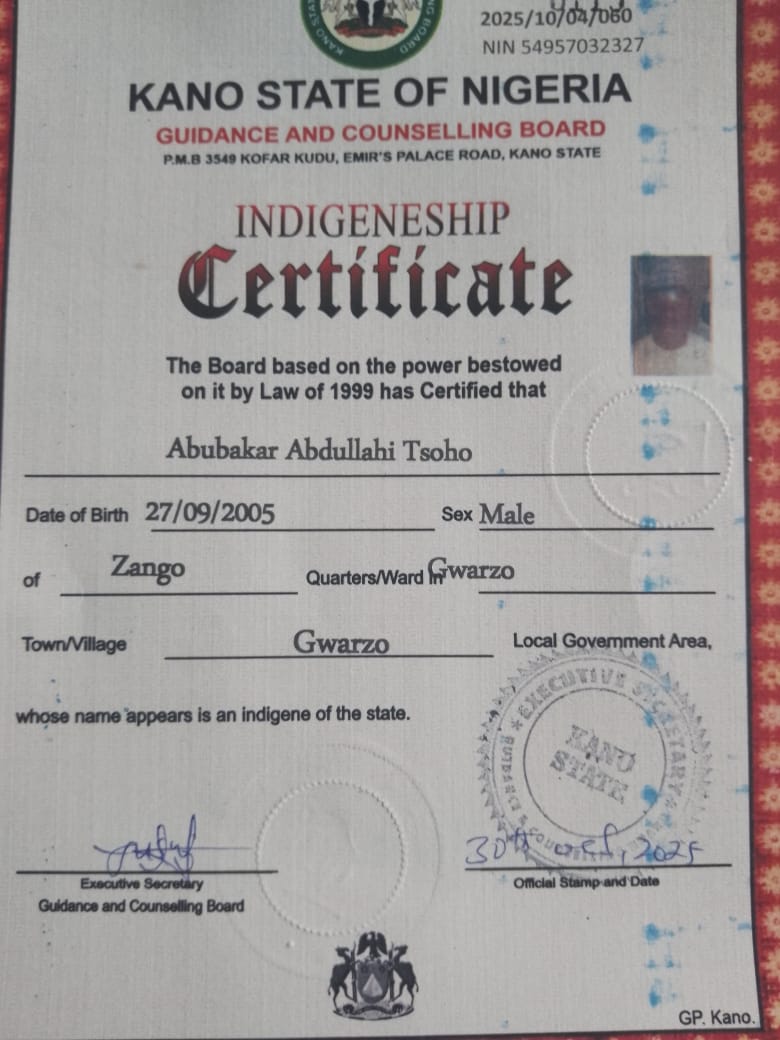 2025/10/04/060
NIN 54957032327
KANO STATE OF NIGERIA
GUIDANCE AND COUNSELLING BOARD
P.M.B 3549 KOFAR KUDU, EMIR'S PALACE ROAD, KANO STATE
INDIGENESHIP
Certificate
The Board based on the power bestowed
on it by Law of 1999 has Certified that
Abubakar Abdullahi Tsoho
Date of Birth 27/09/2005 Sex Male
of Zango Quarters/Ward in Gwarzo
Town/Village Gwarzo Local Government Area,
whose name appears is an indigene of the state.
EXECUTIVE SECRETARY
KANO
STATE
30th Oct, 2025
Executive Secretary
Official Stamp and Date
Guidance and Counselling Board
GP. Kano.